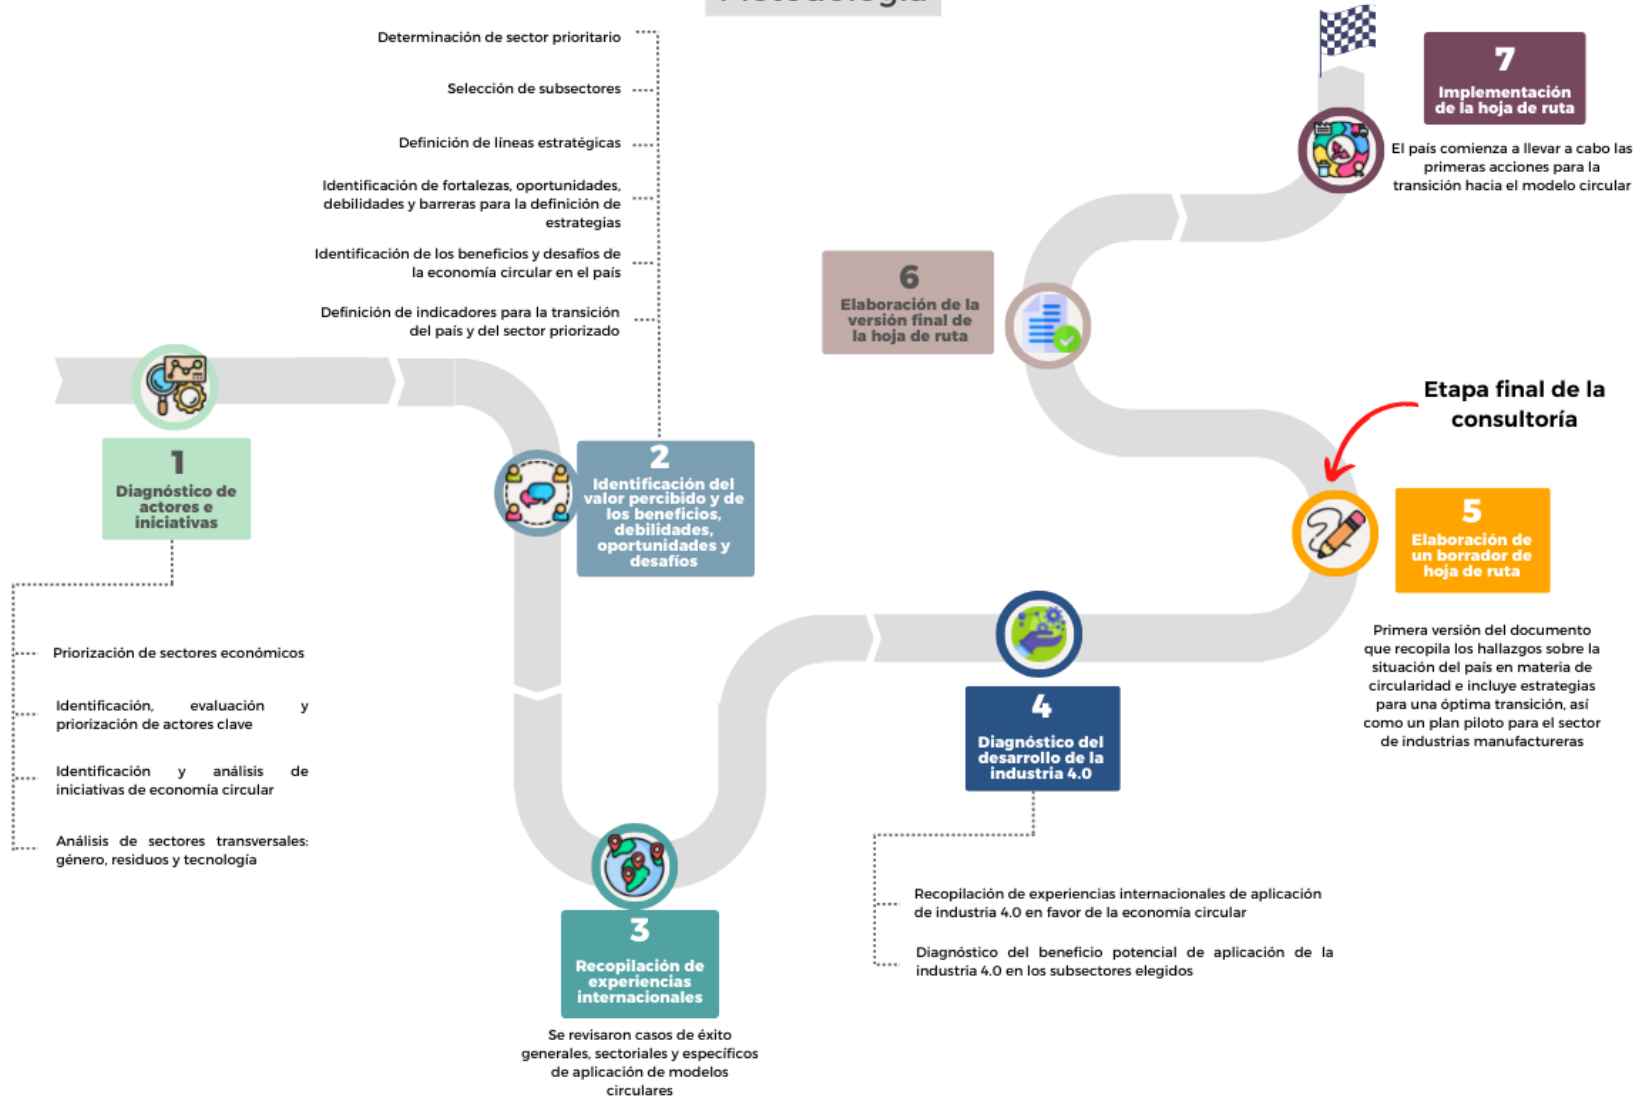 Metodología
Determinación de sector prioritario
Selección de subsectores
Definición de líneas estratégicas
Identificación de fortalezas, oportunidades,
debilidades y barreras para la definición de
estrategias
Identificación de los beneficios y desafíos de
la economía circular en el país
Definición de indicadores para la transición
del país y del sector priorizado
1
Diagnóstico de
actores e
iniciativas
Priorización de sectores económicos
Identificación, evaluación y
priorización de actores clave
Identificación y análisis de
iniciativas de economía circular
Análisis de sectores transversales:
género, residuos y tecnología
2
Identificación del
valor percibido y de
los beneficios,
debilidades,
oportunidades y
desafíos
3
Recopilación de
experiencias
internacionales
Se revisaron casos de éxito
generales, sectoriales y específicos
de aplicación de modelos
circulares
4
Diagnóstico del
desarrollo de la
industria 4.0
Recopilación de experiencias internacionales de aplicación
de industria 4.0 en favor de la economía circular
Diagnóstico del beneficio potencial de aplicación de la
industria 4.0 en los subsectores elegidos
Etapa final de la
consultoría
5
Elaboración de
un borrador de
hoja de ruta
Primera versión del documento
que recopila los hallazgos sobre la
situación del país en materia de
circularidad e incluye estrategias
para una óptima transición, así
como un plan piloto para el sector
de industrias manufactureras
6
Elaboración de la
versión final de
la hoja de ruta
7
Implementación
de la hoja de ruta
El país comienza a llevar a cabo las
primeras acciones para la
transición hacia el modelo circular